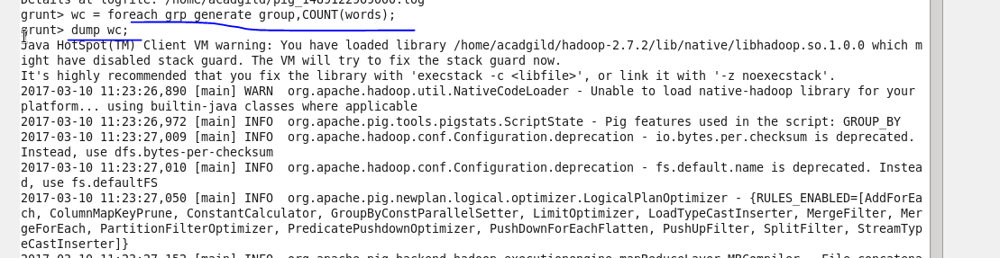 Details at logfile: /home/acadgild/pig_1489122989000.log
grunt> wc = foreach grp generate group,COUNT(words);
grunt> dump wc;
Java HotSpot(TM) Client VM warning: You have loaded library /home/acadgild/hadoop-2.7.2/lib/native/libhadoop.so.1.0.0 which m
ight have disabled stack guard. The VM will try to fix the stack guard now.
It's highly recommended that you fix the library with 'execstack -c <libfile>', or link it with '-z noexecstack'.
2017-03-10 11:23:26,890 [main] WARN  org.apache.hadoop.util.NativeCodeLoader - Unable to load native-hadoop library for your
platform... using builtin-java classes where applicable
2017-03-10 11:23:26,972 [main] INFO  org.apache.pig.tools.pigstats.ScriptState - Pig features used in the script: GROUP_BY
2017-03-10 11:23:27,009 [main] INFO  org.apache.hadoop.conf.Configuration.deprecation - io.bytes.per.checksum is deprecated.
Instead, use dfs.bytes-per-checksum
2017-03-10 11:23:27,010 [main] INFO  org.apache.hadoop.conf.Configuration.deprecation - fs.default.name is deprecated. Instea
d, use fs.defaultFS
2017-03-10 11:23:27,050 [main] INFO  org.apache.pig.newplan.logical.optimizer.LogicalPlanOptimizer - {RULES_ENABLED=[AddForEa
ch, ColumnMapKeyPrune, ConstantCalculator, GroupByConstParallelSetter, LimitOptimizer, LoadTypeCastInserter, MergeFilter, Mer
geForEach, PartitionFilterOptimizer, PredicatePushdownOptimizer, PushDownForEachFlatten, PushUpFilter, SplitFilter, StreamTyp
eCastInserter]}
2017-03-10 11:23:27,152 [main] INFO  org.apache.pig.backend.hadoop.executionengine.mapReduceLayer.MRCompiler - File concatena